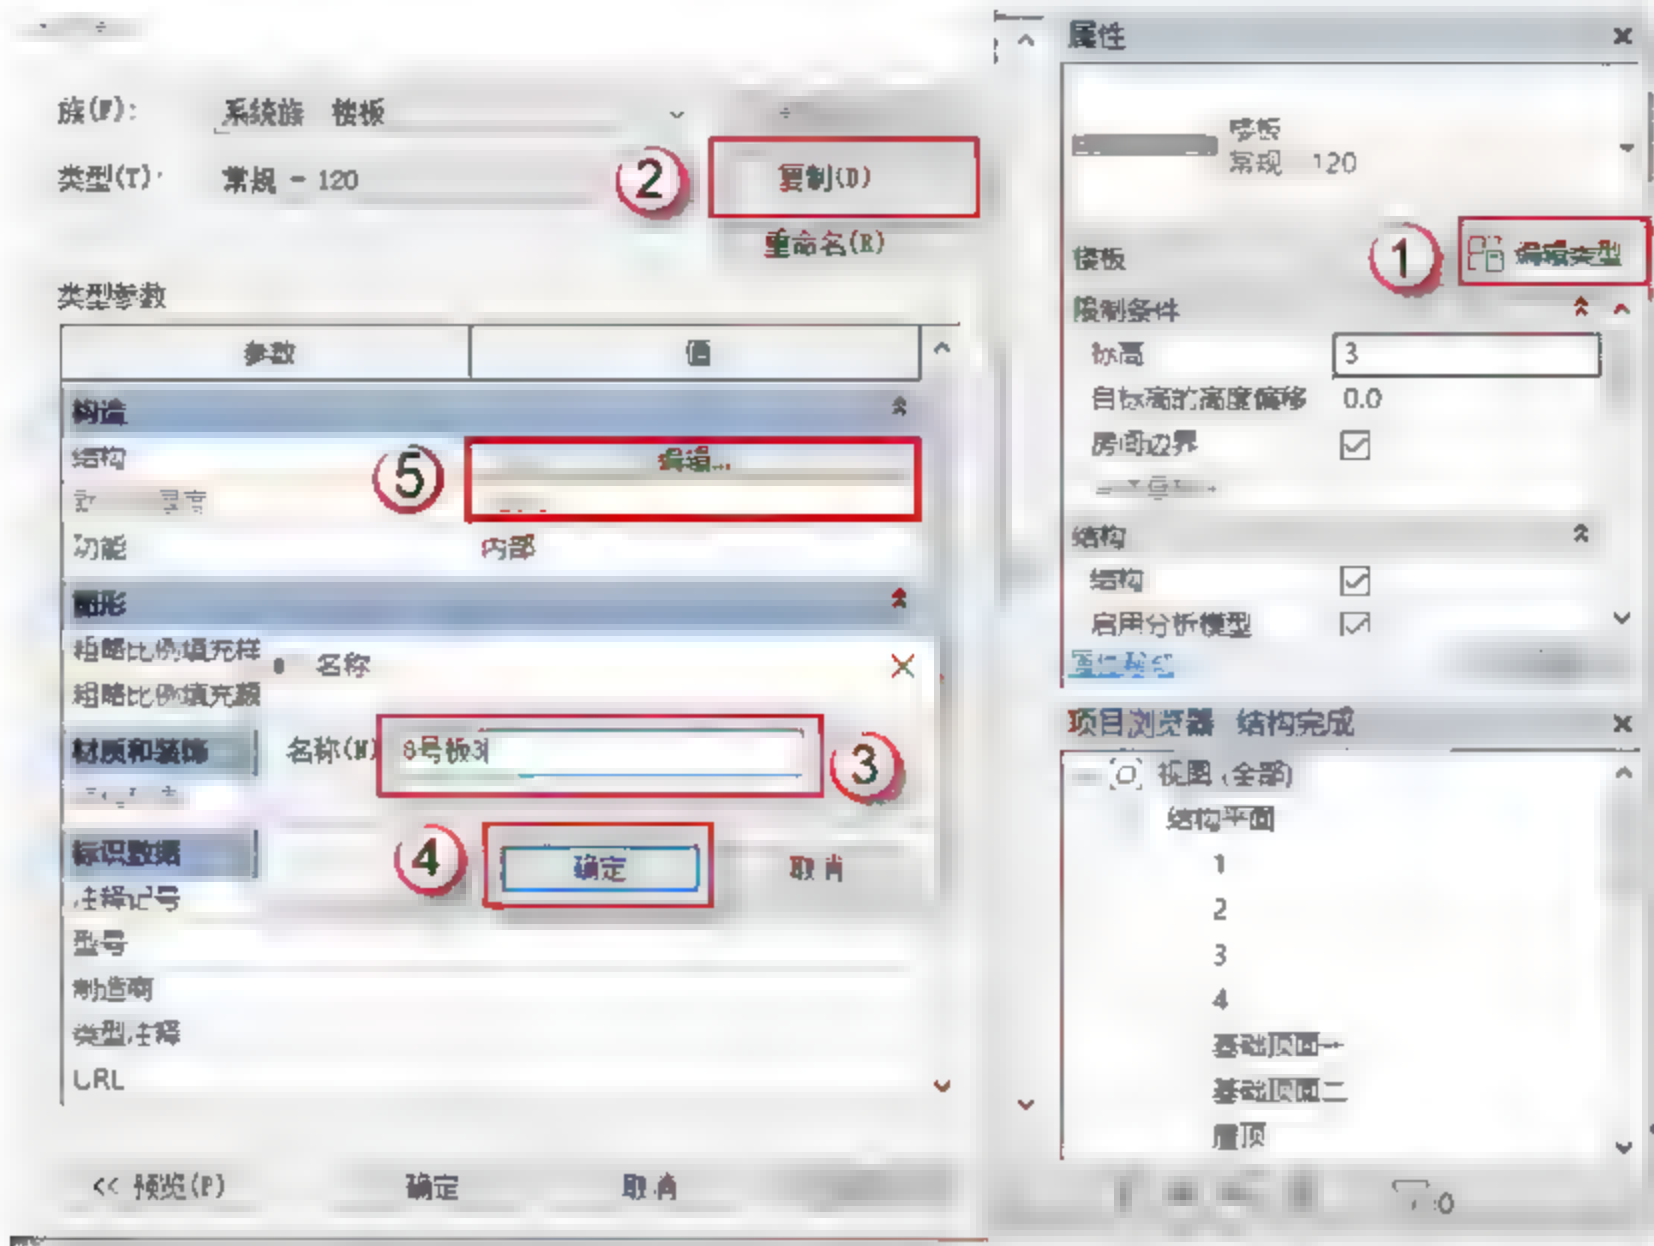 族(F):
系统族 楼板
类型(T):
常规 - 120
②
复制(D)
重命名(R)
类型参数
参数
值
构造
结构
编辑...
⑤
功能
内部
图形
粗略比例填充样
粗略比例填充颜
名称
材质和装饰
名称(N)
8号板3
③
标识数据
④
确定
取消
注释记号
型号
制造商
类型注释
URL
<< 预览(P)
确定
取消
属性
楼板
常规 120
楼板
①
编辑类型
限制条件
标高
3
自标高的高度偏移
0.0
房间边界
结构
结构
启用分析模型
项目浏览器 结构完成
视图 (全部)
结构平面
1
2
3
4
基础顶面一
基础顶面二
屋顶